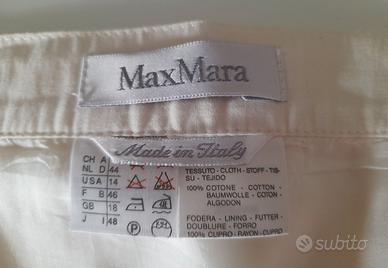 MaxMara
Made in Italy
CH A
NL D 44
USA 14
F B 46
GB 18
J I 48
TESSUTO - CLOTH - STOFF - TIS-
SU - TEJIDO
100% COTONE - COTTON -
BAUMWOLLE - COTON -
ALGODON
FODERA - LINING - FUTTER -
DOUBLURE - FORRO
100% CUPRO - RAYON - CUPRO -
subito